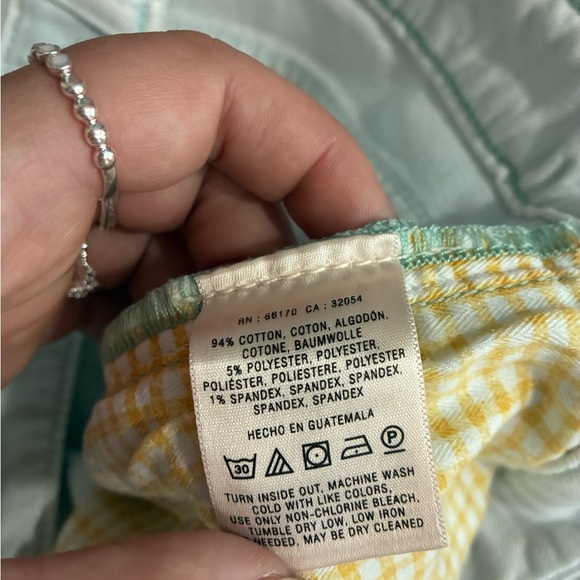 RN : 66170 CA : 32054
94% COTTON, COTON, ALGODÓN,
COTONE, BAUMWOLLE
5% POLYESTER, POLYESTER,
POLIÉSTER, POLIESTERE, POLYESTER
1% SPANDEX, SPANDEX, SPANDEX,
SPANDEX, SPANDEX
HECHO EN GUATEMALA
30 P
TURN INSIDE OUT, MACHINE WASH
COLD WITH LIKE COLORS,
USE ONLY NON-CHLORINE BLEACH,
TUMBLE DRY LOW, LOW IRON
NEEDED, MAY BE DRY CLEANED